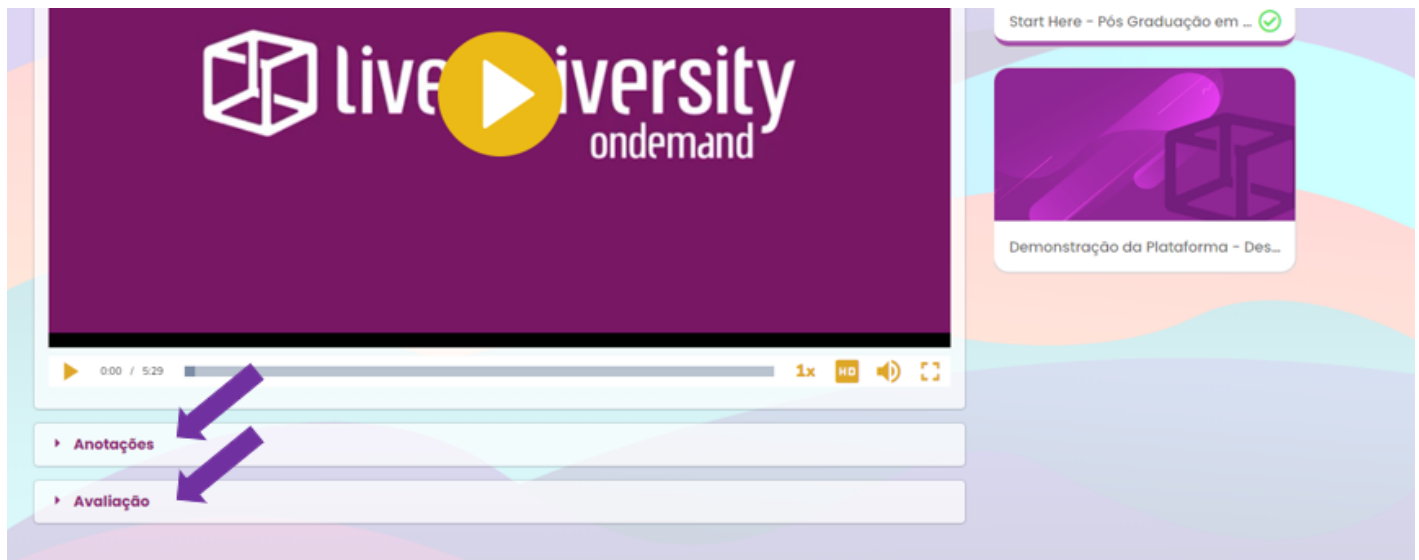 live iversity
ondemand
0:00 / 5:29
1x HD
Anotações
Avaliação
Start Here - Pós Graduação em ...
Demonstração da Plataforma - Des...